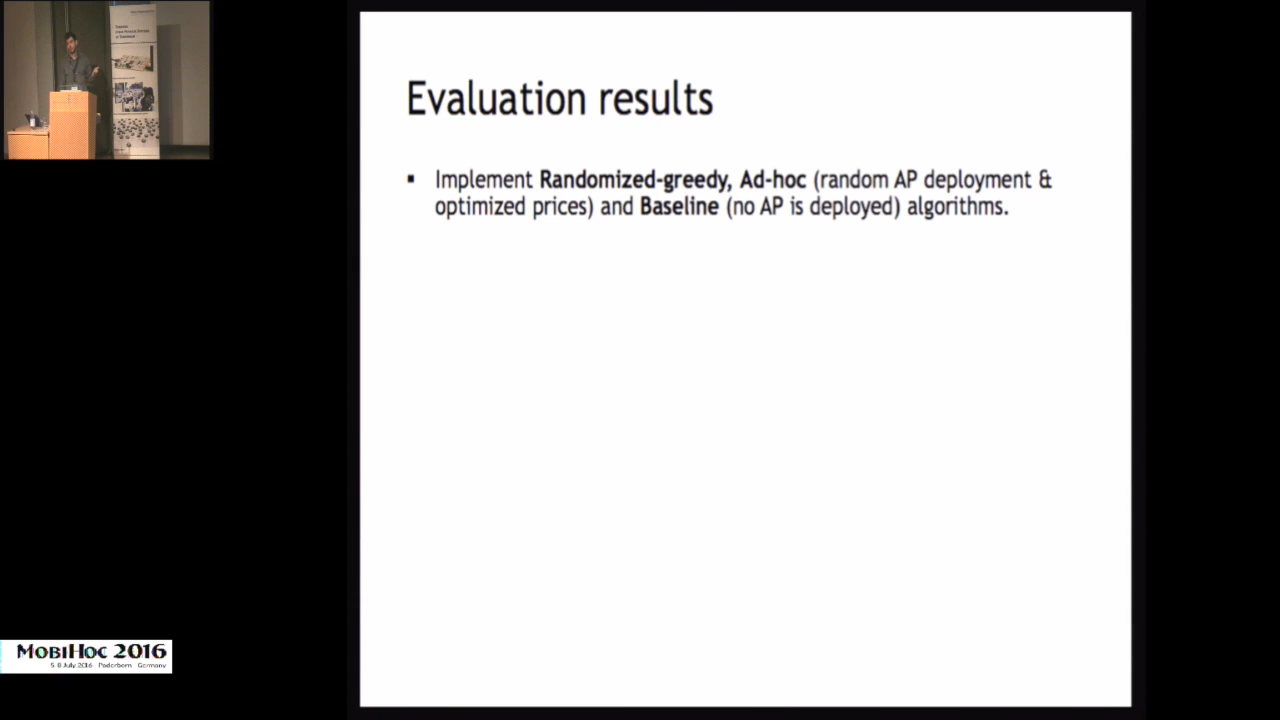 Evaluation results
▪ Implement Randomized-greedy, Ad-hoc (random AP deployment &
optimized prices) and Baseline (no AP is deployed) algorithms.
MobiHoc 2016
5-8 July 2016 Paderborn Germany